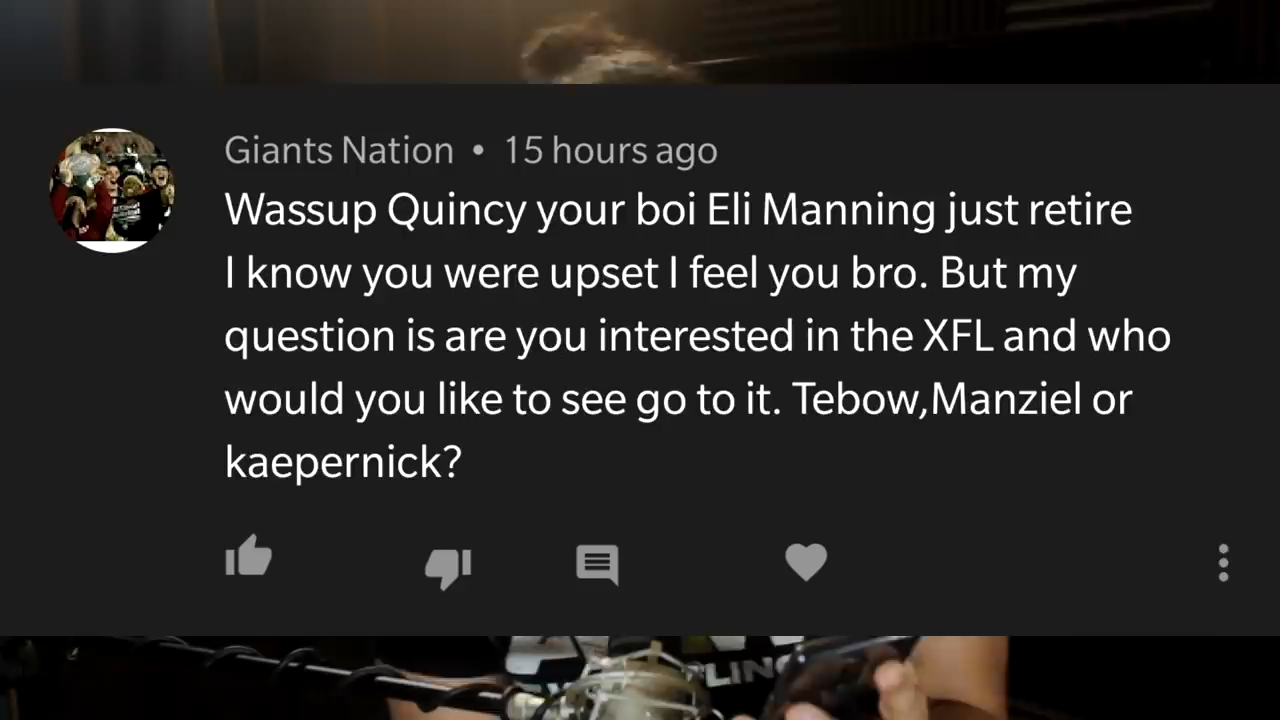 Giants Nation • 15 hours ago
Wassup Quincy your boi Eli Manning just retire
I know you were upset I feel you bro. But my
question is are you interested in the XFL and who
would you like to see go to it. Tebow,Manziel or
kaepernick?